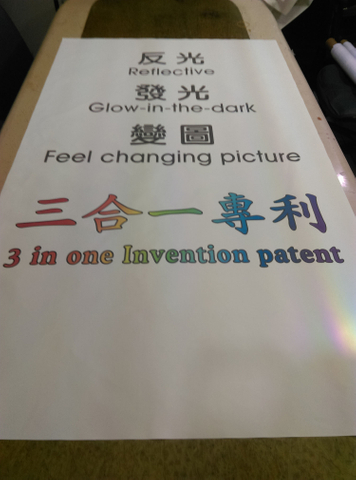 反光
Reflective
發光
Glow-in-the-dark
變圖
Feel changing picture
三合一專利
3 in one Invention patent